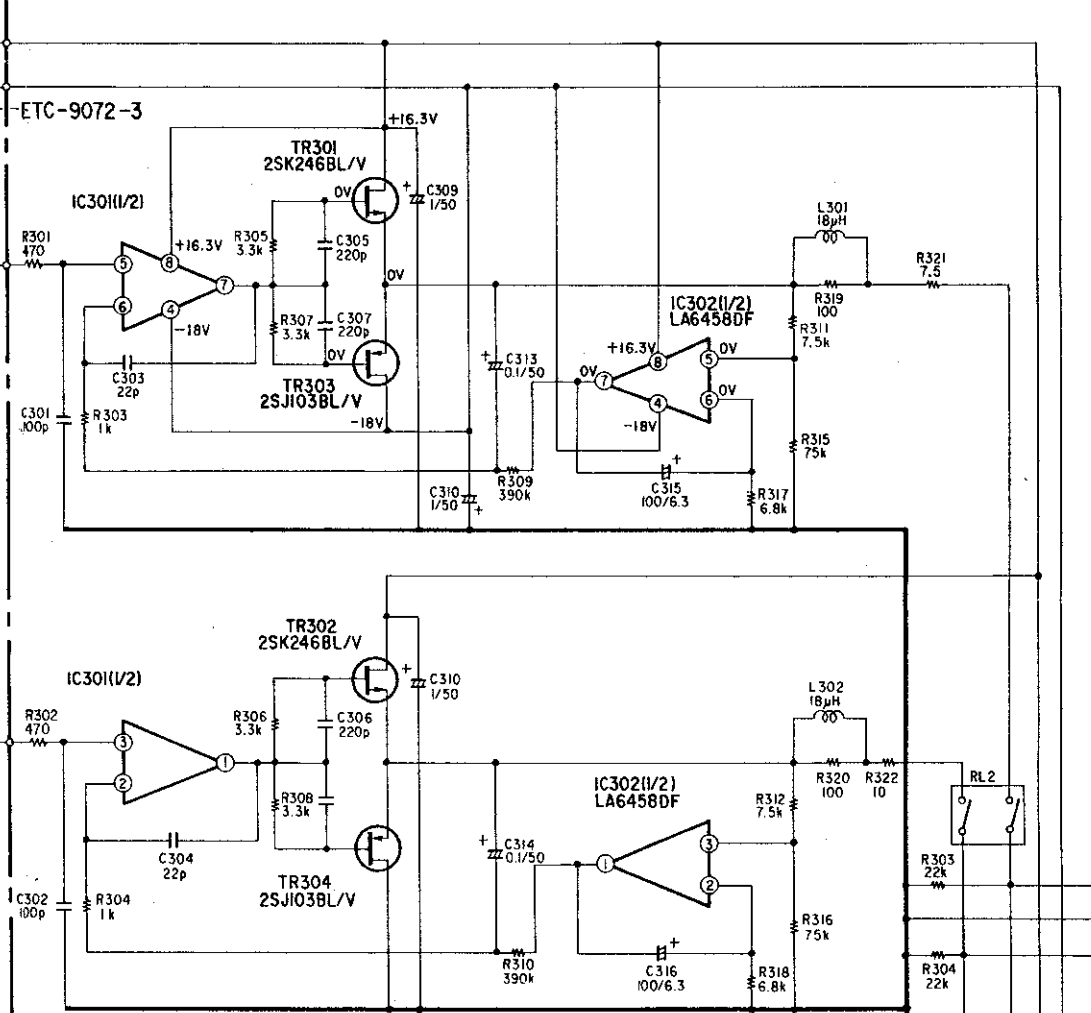 ETC-9072-3
+16.3V
TR301
2SK246BL/V
IC301(1/2)
0V
C309
1/50
L301
18μH
R301
470
R305
3.3k
C305
220p
+16.3V
5
8
7
6
4
-18V
0V
R321
7.5
R319
100
IC302(1/2)
LA6458DF
R311
7.5k
R307
3.3k
C307
220p
0V
TR303
2SJ103BL/V
-18V
C313
0.1/50
+16.3V
0V
8
5
0V
7
0V
6
4
-18V
C303
22p
C301
100p
R303
1k
R315
75k
R309
390k
C310
1/50
C315
100/6.3
R317
6.8k
TR302
2SK246BL/V
IC301(1/2)
C310
1/50
L302
18μH
R302
470
R306
3.3k
C306
220p
3
1
2
R308
3.3k
IC302(1/2)
LA6458DF
R320
100
R322
10
RL2
R312
7.5k
C304
22p
TR304
2SJ103BL/V
C314
0.1/50
1
3
2
R303
22k
C302
100p
R304
1k
R316
75k
R310
390k
C316
100/6.3
R318
6.8k
R304
22k